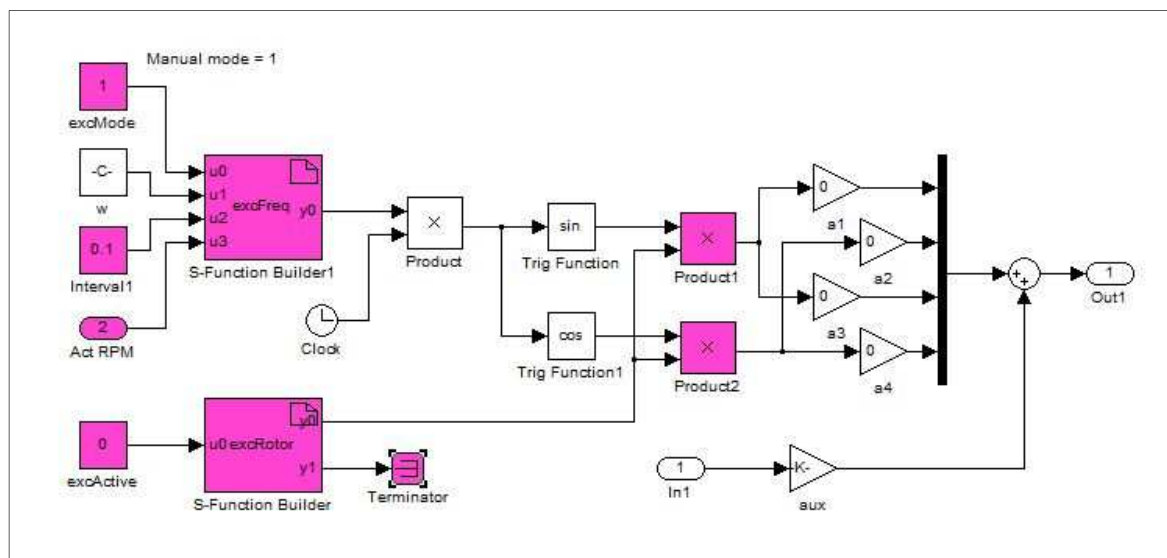 Manual mode = 1
1
excMode
-C-
w
0.1
Interval1
2
Act RPM
u0
u1
u2
u3
excFreq
y0
S-Function Builder1
×
Product
Clock
sin
Trig Function
cos
Trig Function1
×
Product1
×
Product2
0
a1
0
a2
0
a3
0
a4
+
+
1
Out1
0
excActive
u0
excRotor
y0
y1
S-Function Builder
Terminator
1
In1
-K-
aux